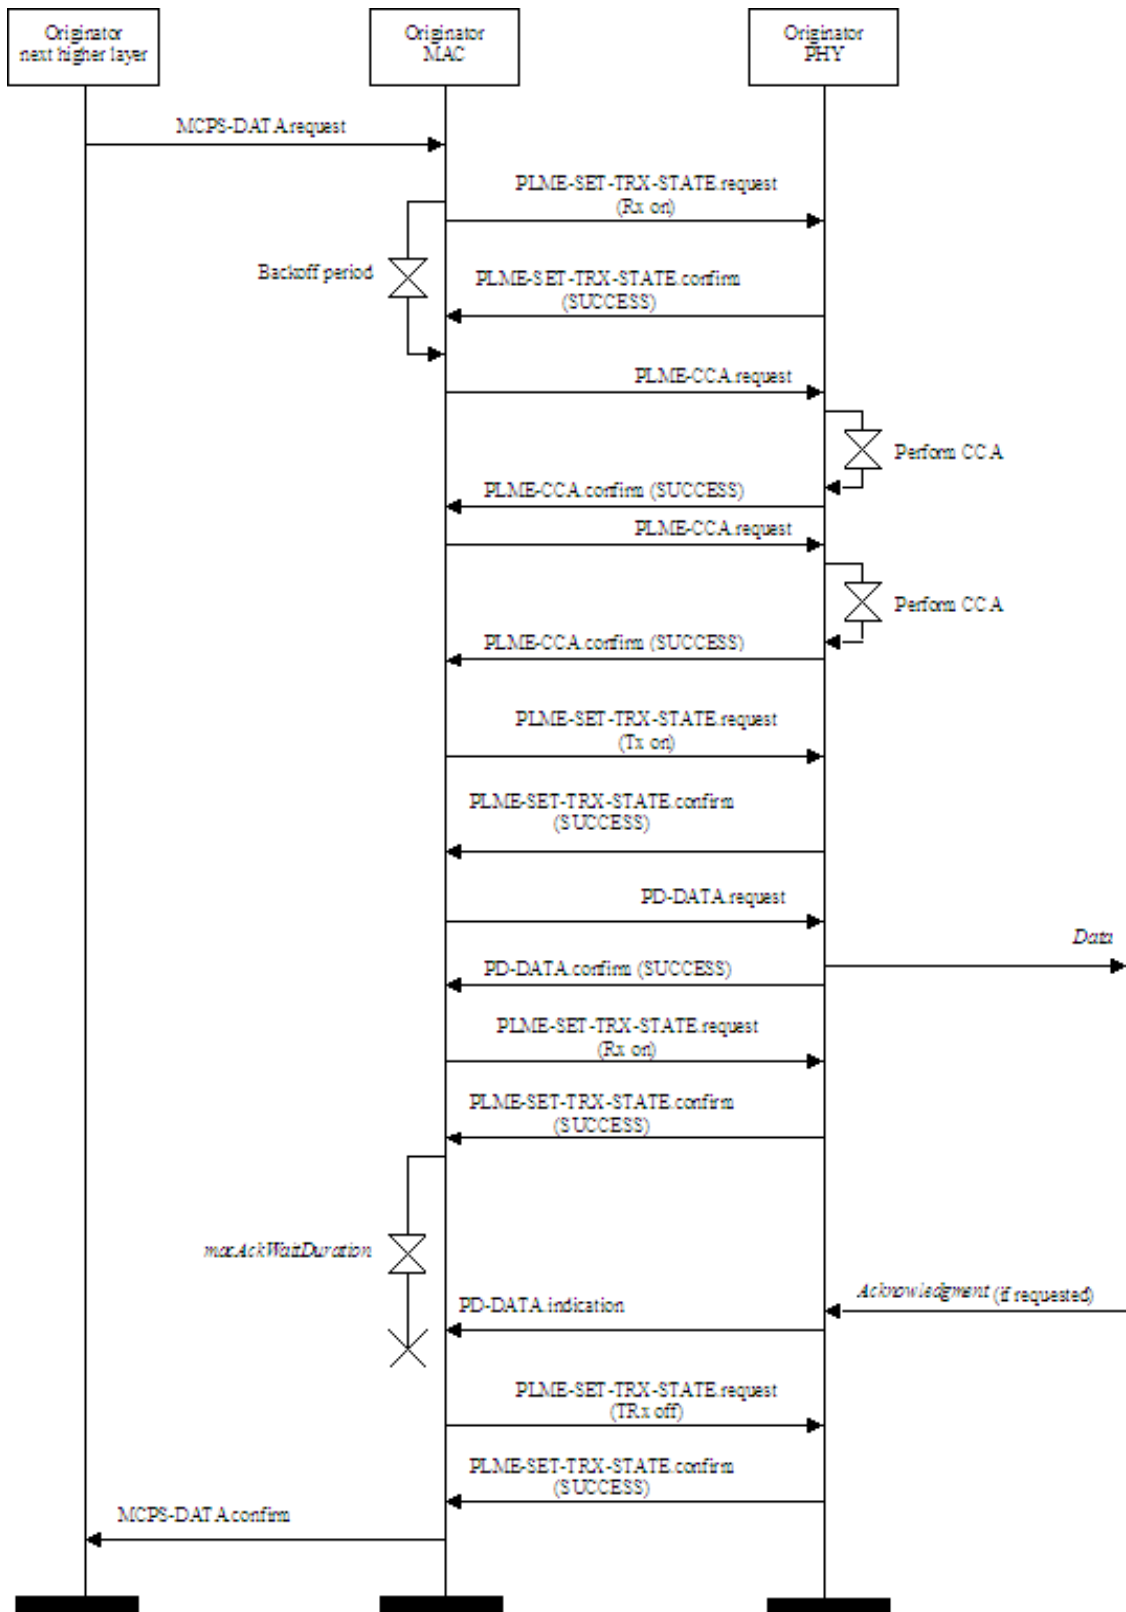 Originator
next higher layer
Originator
MAC
Originator
PHY
MCPS-DATA.request
PLME-SET-TRX-STATE.request
(Rx on)
Backoff period
PLME-SET-TRX-STATE.confirm
(SUCCESS)
PLME-CCA.request
Perform CCA
PLME-CCA.confirm (SUCCESS)
PLME-CCA.request
Perform CCA
PLME-CCA.confirm (SUCCESS)
PLME-SET-TRX-STATE.request
(Tx on)
PLME-SET-TRX-STATE.confirm
(SUCCESS)
PD-DATA.request
Data
PD-DATA.confirm (SUCCESS)
PLME-SET-TRX-STATE.request
(Rx on)
PLME-SET-TRX-STATE.confirm
(SUCCESS)
macAckWaitDuration
Acknowledgment (if requested)
PD-DATA.indication
PLME-SET-TRX-STATE.request
(TRx off)
PLME-SET-TRX-STATE.confirm
(SUCCESS)
MCPS-DATA.confirm